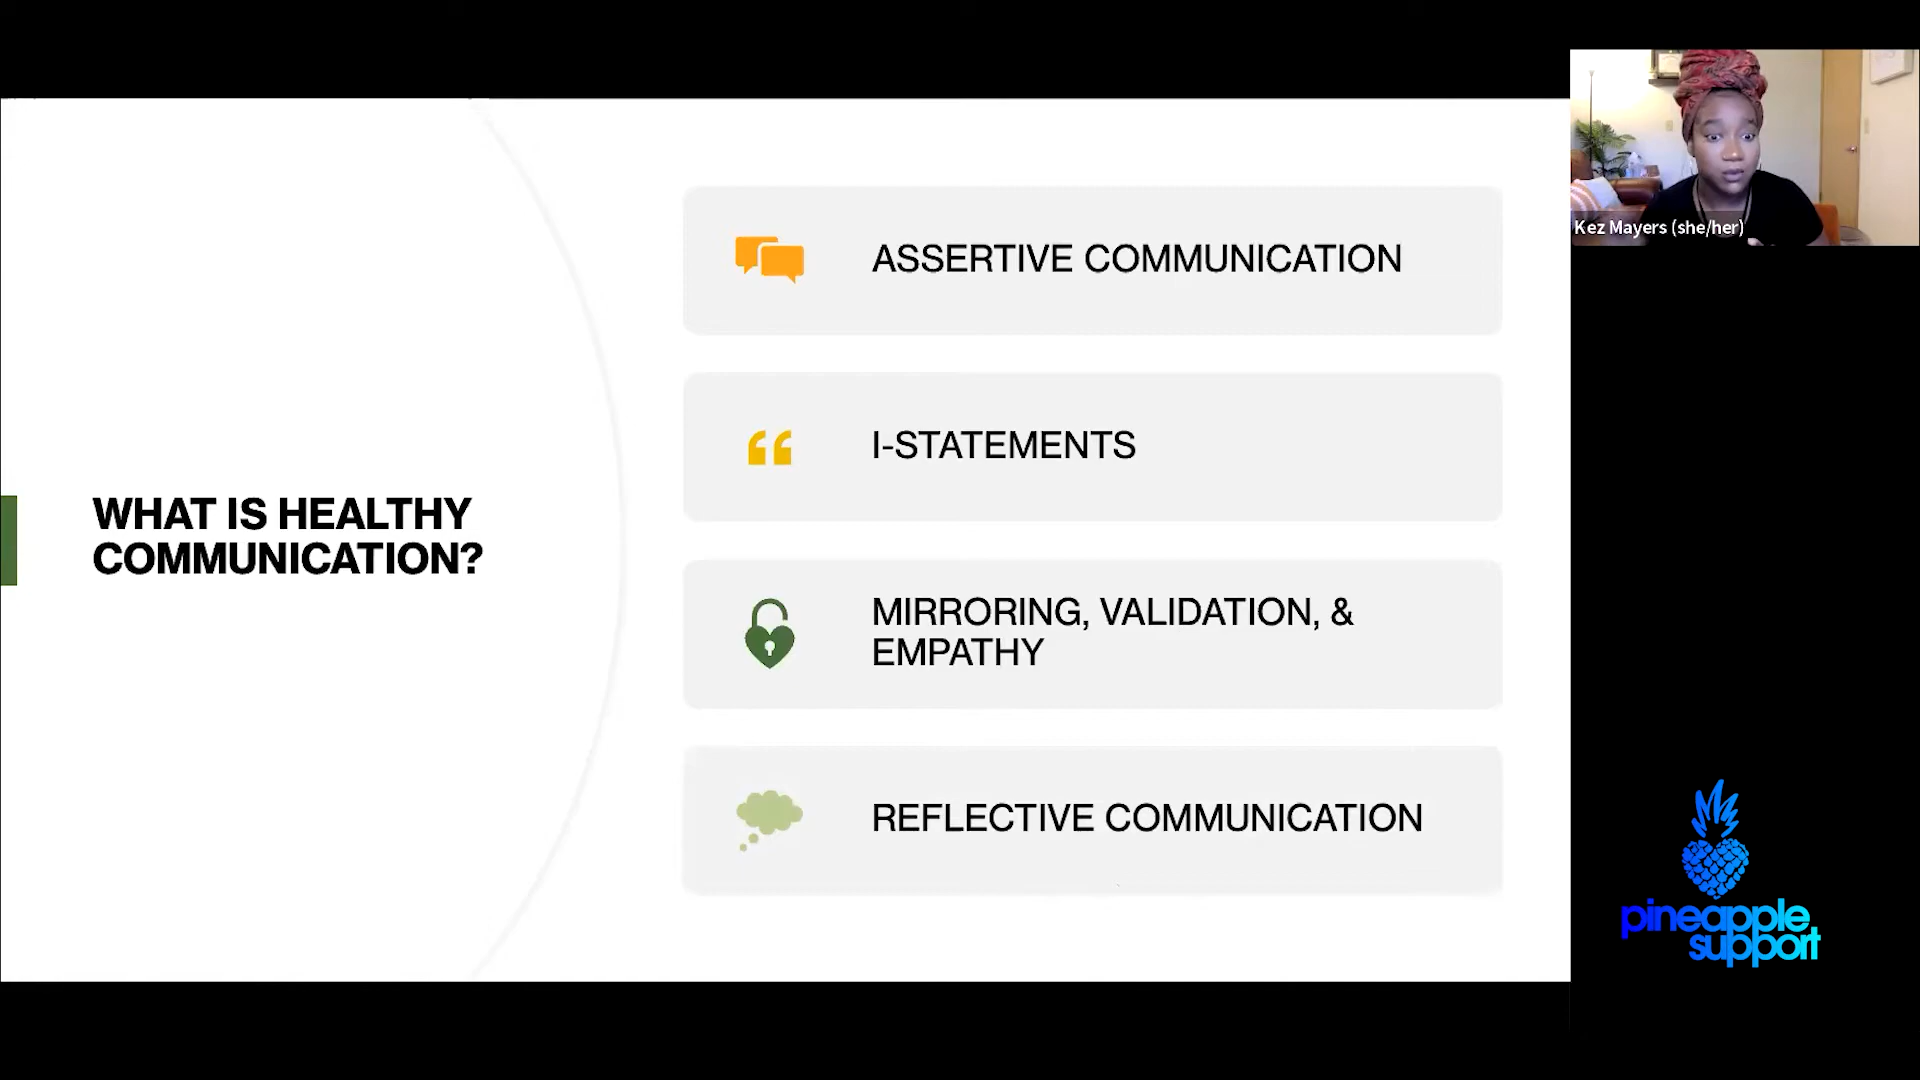 WHAT IS HEALTHY
COMMUNICATION?
ASSERTIVE COMMUNICATION
I-STATEMENTS
MIRRORING, VALIDATION, &
EMPATHY
REFLECTIVE COMMUNICATION
Kez Mayers (she/her)
pineapple
support